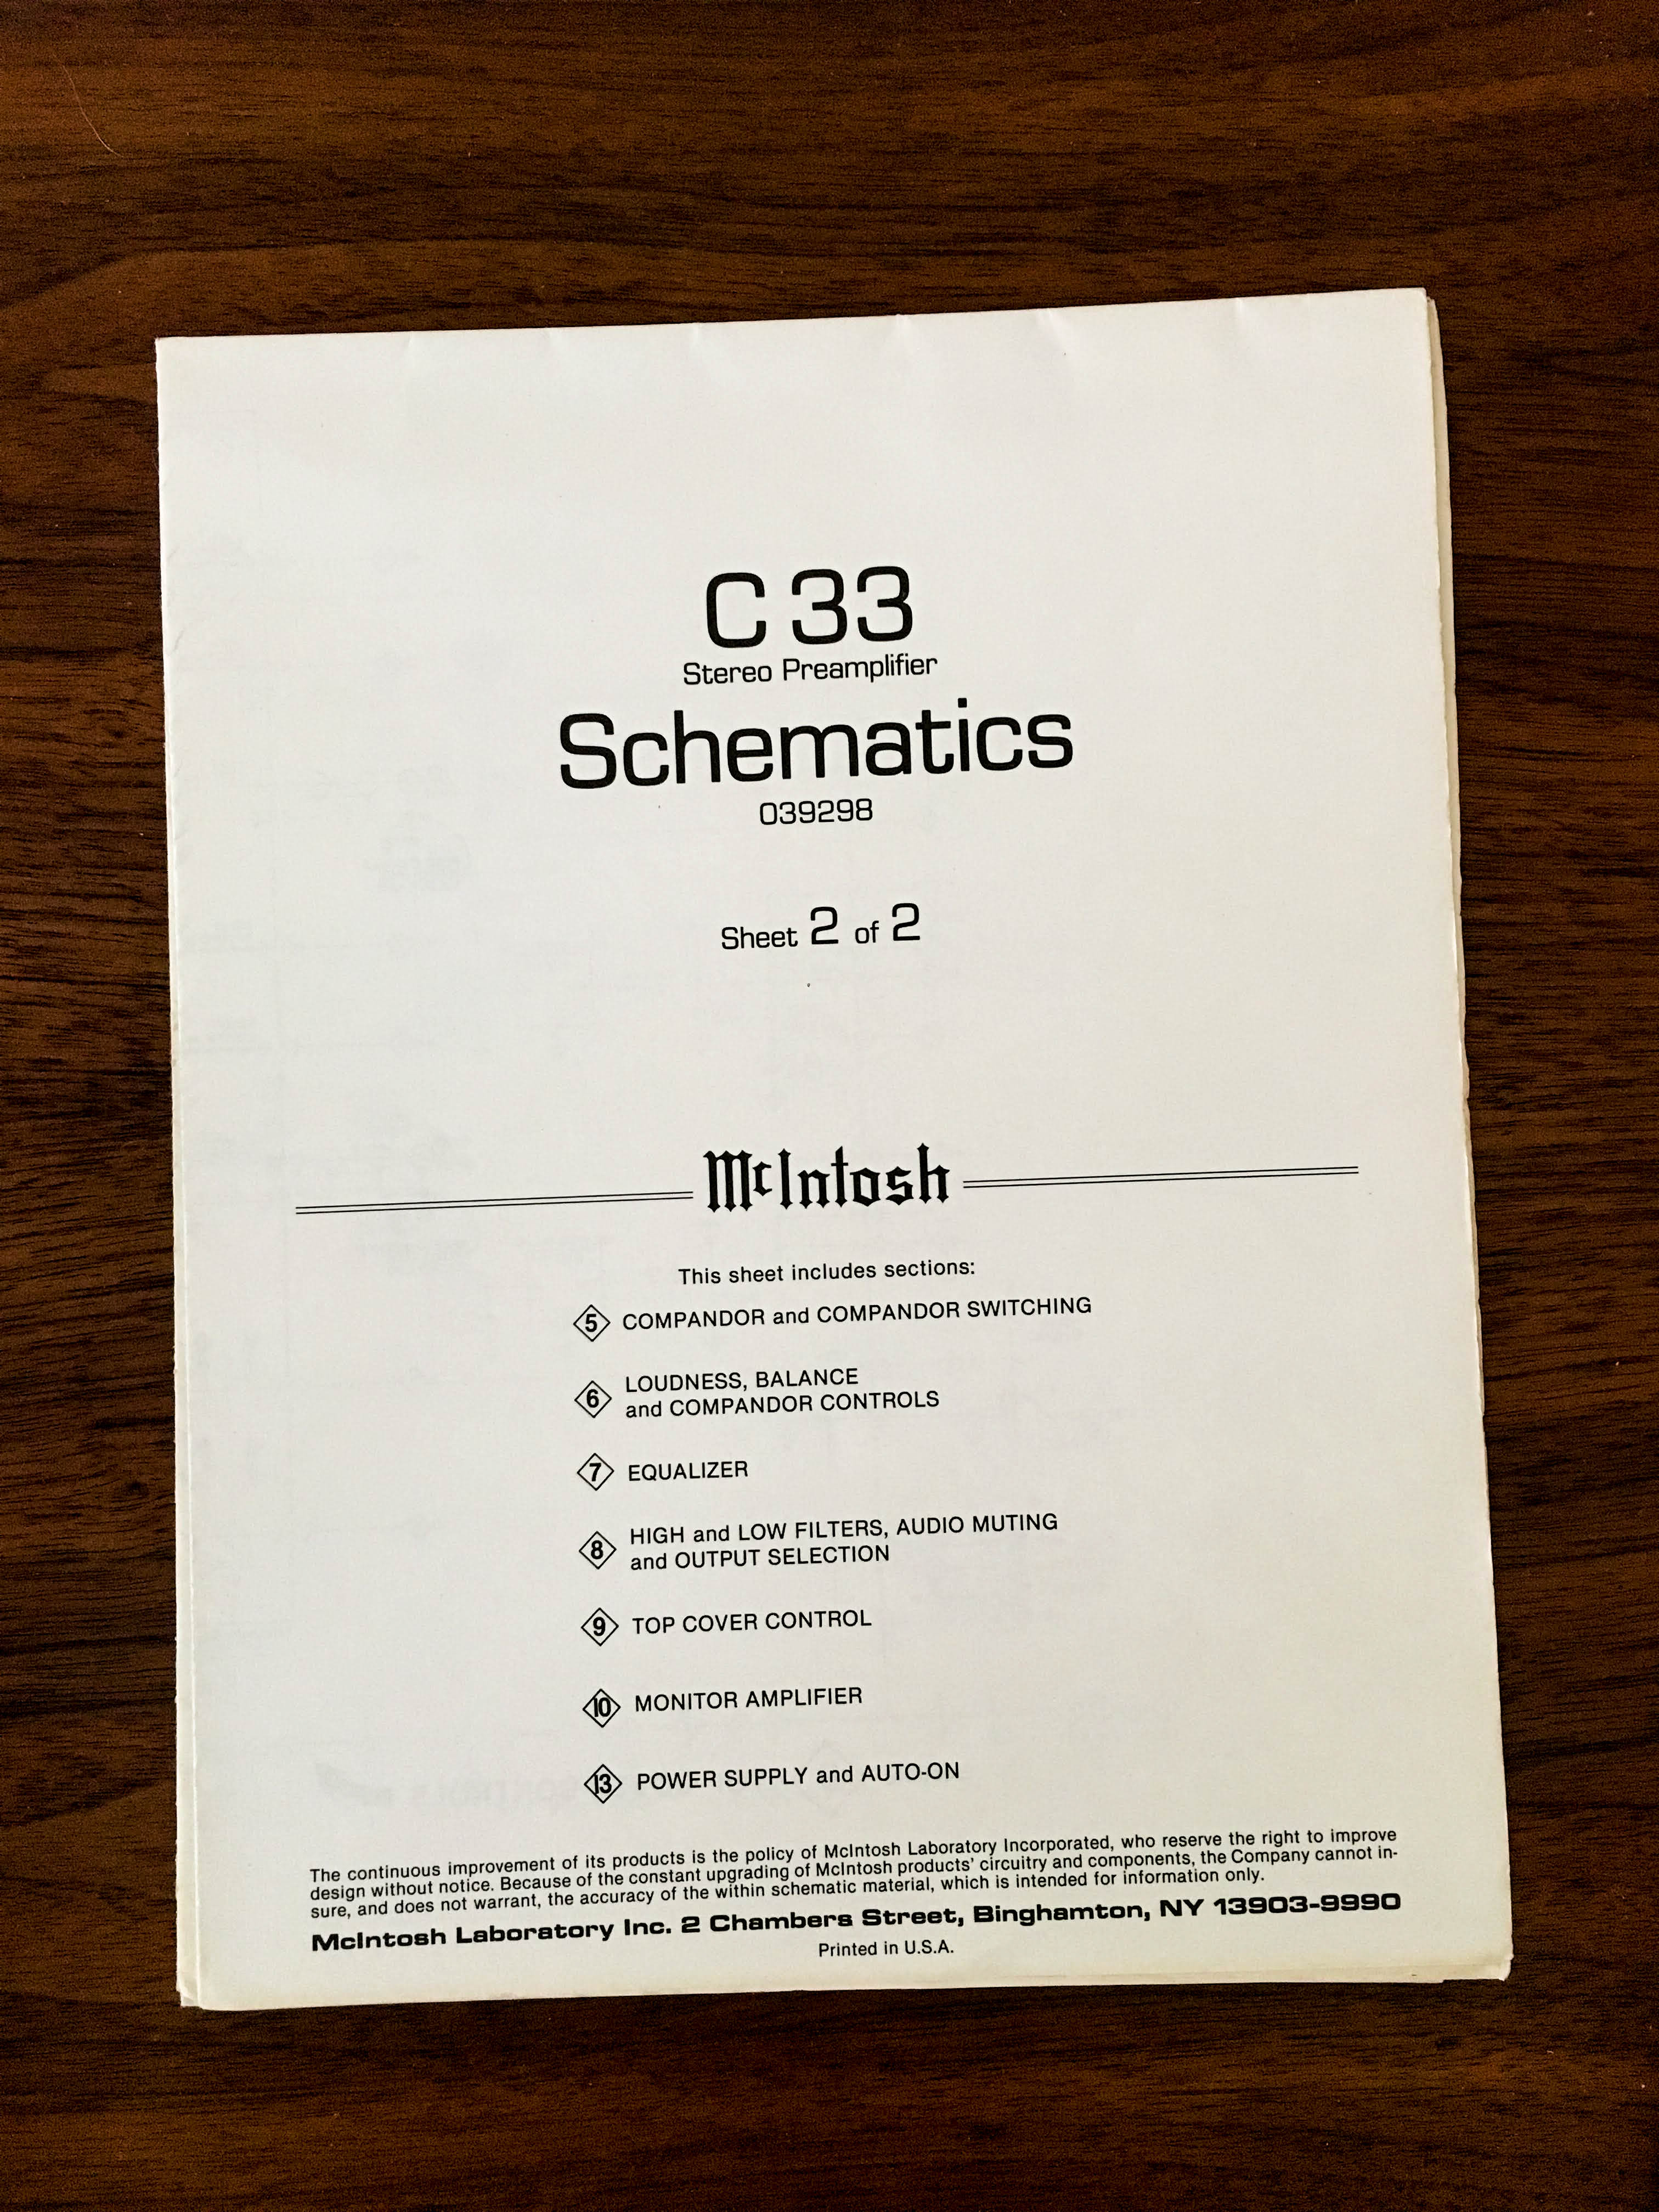 C 33
Stereo Preamplifier
Schematics
039298
Sheet 2 of 2
McIntosh
This sheet includes sections:
5 COMPANDOR and COMPANDOR SWITCHING
6 LOUDNESS, BALANCE
and COMPANDOR CONTROLS
7 EQUALIZER
8 HIGH and LOW FILTERS, AUDIO MUTING
and OUTPUT SELECTION
9 TOP COVER CONTROL
10 MONITOR AMPLIFIER
13 POWER SUPPLY and AUTO-ON
The continuous improvement of its products is the policy of McIntosh Laboratory Incorporated, who reserve the right to improve
design without notice. Because of the constant upgrading of McIntosh products' circuitry and components, the Company cannot in-
sure, and does not warrant, the accuracy of the within schematic material, which is intended for information only.
McIntosh Laboratory Inc. 2 Chambers Street, Binghamton, NY 13903-9990
Printed in U.S.A.